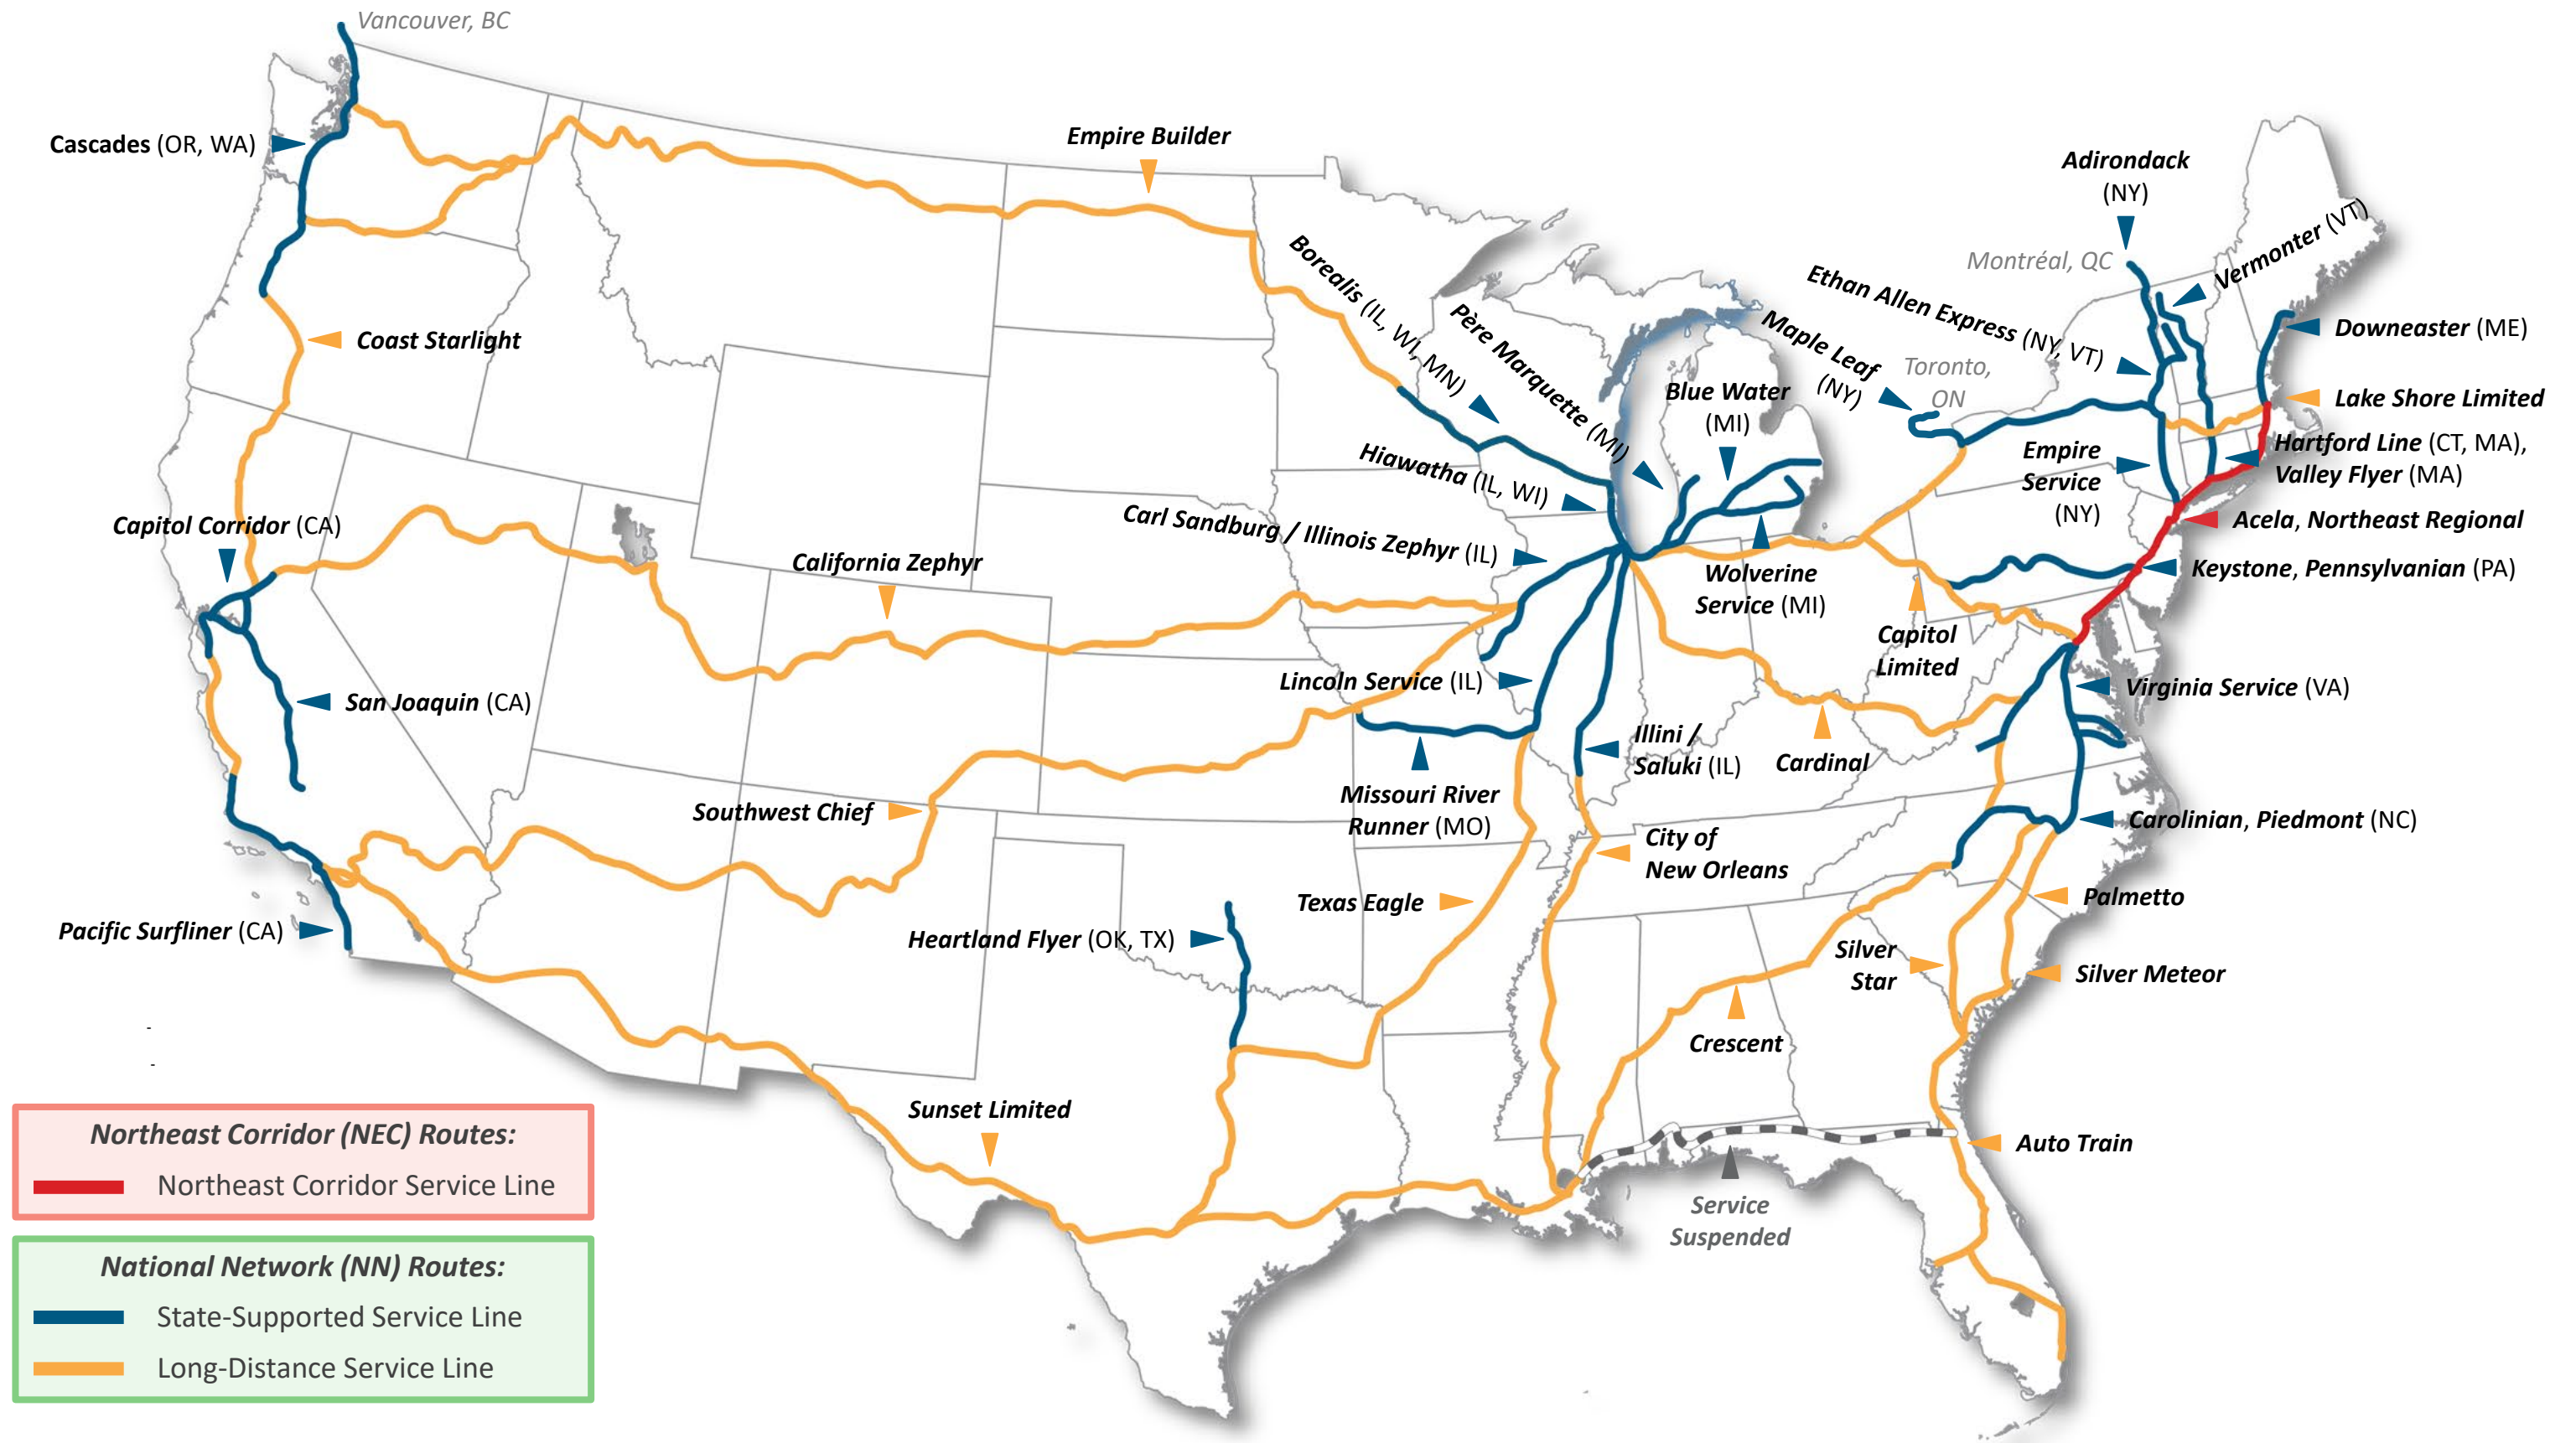 Vancouver, BC
Cascades (OR, WA)
Empire Builder
Adirondack
(NY)
Vermonter (VT)
Montréal, QC
Ethan Allen Express (NY, VT)
Borealis (IL, WI, MN)
Père Marquette (MI)
Maple Leaf
(NY)
Toronto,
ON
Downeaster (ME)
Coast Starlight
Blue Water
(MI)
Lake Shore Limited
Hiawatha (IL, WI)
Empire
Service
(NY)
Hartford Line (CT, MA),
Valley Flyer (MA)
Capitol Corridor (CA)
Carl Sandburg / Illinois Zephyr (IL)
Acela, Northeast Regional
California Zephyr
Wolverine
Service (MI)
Keystone, Pennsylvanian (PA)
Capitol
Limited
San Joaquin (CA)
Lincoln Service (IL)
Virginia Service (VA)
Illini /
Saluki (IL)
Cardinal
Southwest Chief
Missouri River
Runner (MO)
City of
New Orleans
Carolinian, Piedmont (NC)
Texas Eagle
Palmetto
Pacific Surfliner (CA)
Heartland Flyer (OK, TX)
Silver
Star
Silver Meteor
Crescent
Sunset Limited
Auto Train
Service
Suspended
-
-
Northeast Corridor (NEC) Routes:
Northeast Corridor Service Line
National Network (NN) Routes:
State-Supported Service Line
Long-Distance Service Line